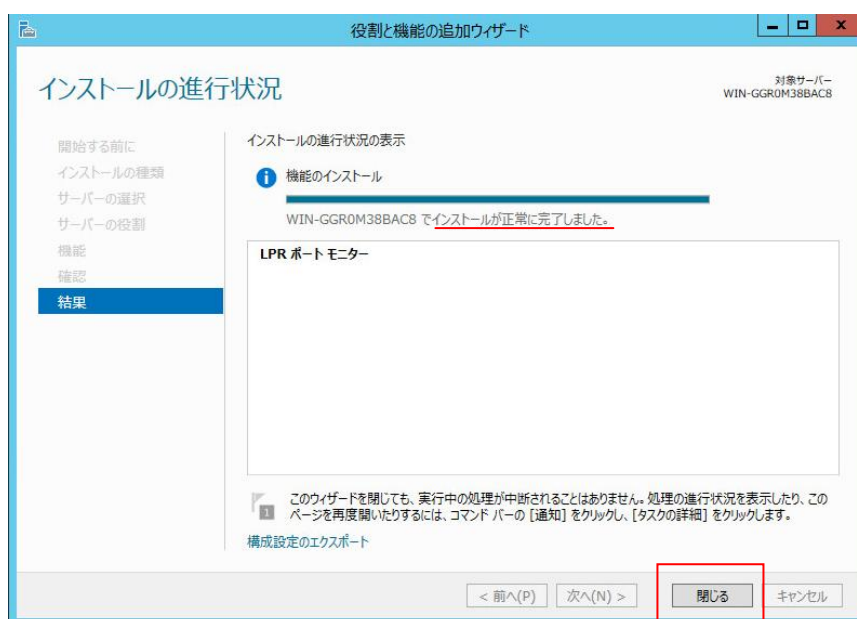 役割と機能の追加ウィザード
インストールの進行状況
対象サーバー
WIN-GGR0M38BAC8
開始する前に
インストールの種類
サーバーの選択
サーバーの役割
機能
確認
結果
インストールの進行状況の表示
機能のインストール
WIN-GGR0M38BAC8 でインストールが正常に完了しました。
LPR ポート モニター
このウィザードを閉じても、実行中の処理が中断されることはありません。処理の進行状況を表示したり、この
ページを再度開いたりするには、コマンド バーの [通知] をクリックし、[タスクの詳細] をクリックします。
構成設定のエクスポート
< 前へ(P) 次へ(N) > 閉じる キャンセル